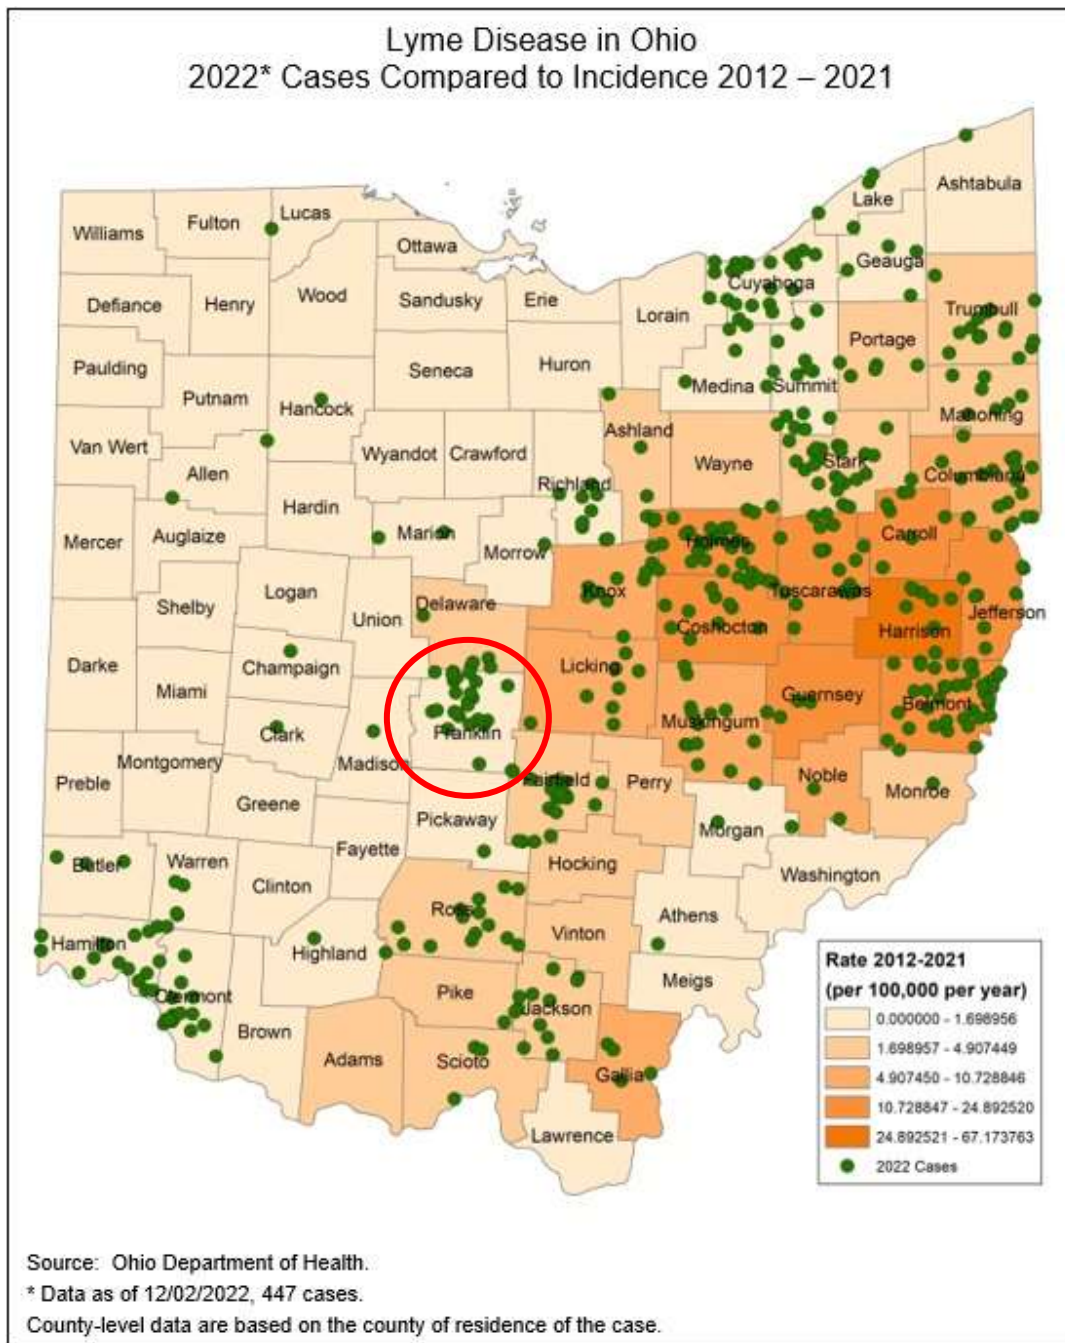 Lyme Disease in Ohio
2022* Cases Compared to Incidence 2012 – 2021
Ashtabula
Lake
Lucas
Fulton
Williams
Ottawa
Geauga
Cuyahoga
Wood
Henry
Defiance
Sandusky
Erie
Lorain
Trumbull
Portage
Huron
Paulding
Seneca
Medina
Summit
Putnam
Hancock
Mahoning
Ashland
Van Wert
Wyandot
Crawford
Wayne
Stark
Allen
Columbiana
Richland
Hardin
Marion
Auglaize
Mercer
Morrow
Holmes
Carroll
Logan
Knox
Tuscarawas
Shelby
Delaware
Union
Coshocton
Harrison
Jefferson
Darke
Champaign
Licking
Miami
Guernsey
Belmont
Muskingum
Clark
Franklin
Madison
Montgomery
Preble
Fairfield
Perry
Noble
Monroe
Greene
Pickaway
Morgan
Fayette
Butler
Warren
Hocking
Washington
Clinton
Ross
Athens
Vinton
Hamilton
Highland
Meigs
Pike
Clermont
Jackson
Brown
Adams
Scioto
Gallia
Lawrence
Rate 2012-2021
(per 100,000 per year)
0.000000 - 1.698956
1.698957 - 4.907449
4.907450 - 10.728846
10.728847 - 24.892520
24.892521 - 67.173763
2022 Cases
Source: Ohio Department of Health.
* Data as of 12/02/2022, 447 cases.
County-level data are based on the county of residence of the case.